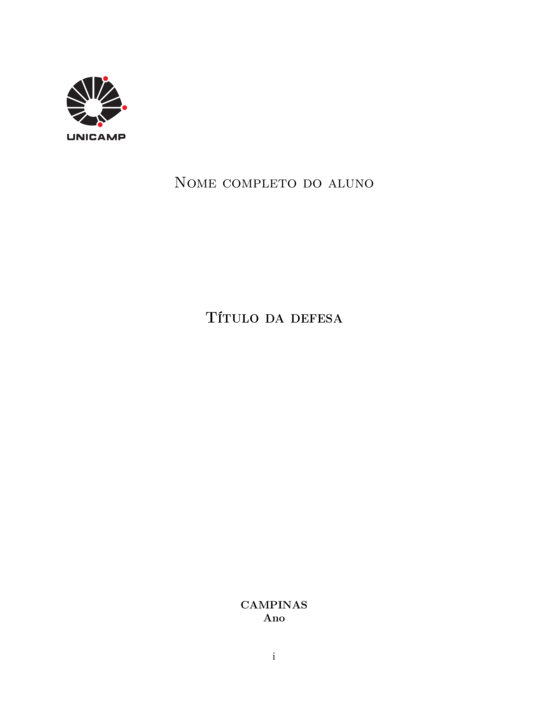 UNICAMP
Nome completo do aluno
Título da defesa
CAMPINAS
Ano
i